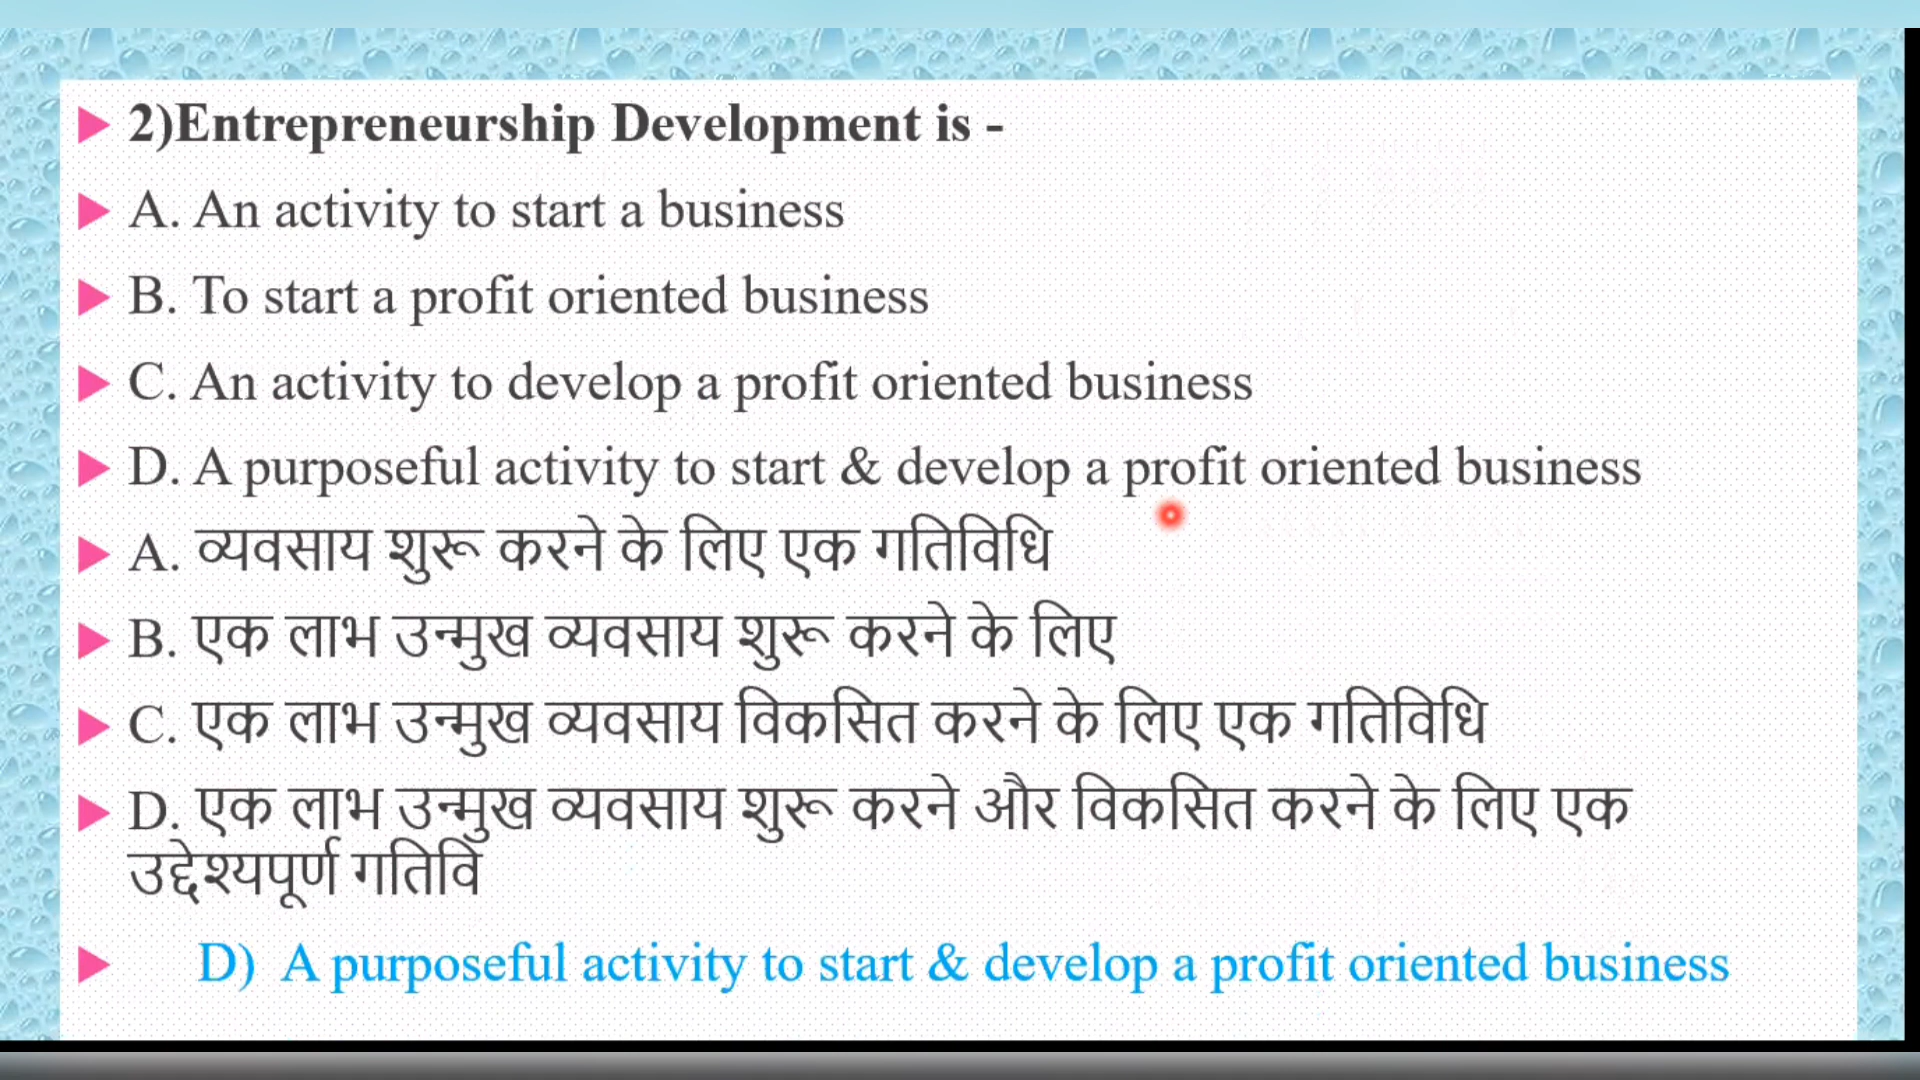 2)Entrepreneurship Development is -
A. An activity to start a business
B. To start a profit oriented business
C. An activity to develop a profit oriented business
D. A purposeful activity to start & develop a profit oriented business
A. व्यवसाय शुरू करने के लिए एक गतिविधि
B. एक लाभ उन्मुख व्यवसाय शुरू करने के लिए
C. एक लाभ उन्मुख व्यवसाय विकसित करने के लिए एक गतिविधि
D. एक लाभ उन्मुख व्यवसाय शुरू करने और विकसित करने के लिए एक
उद्देश्यपूर्ण गतिवि
D) A purposeful activity to start & develop a profit oriented business